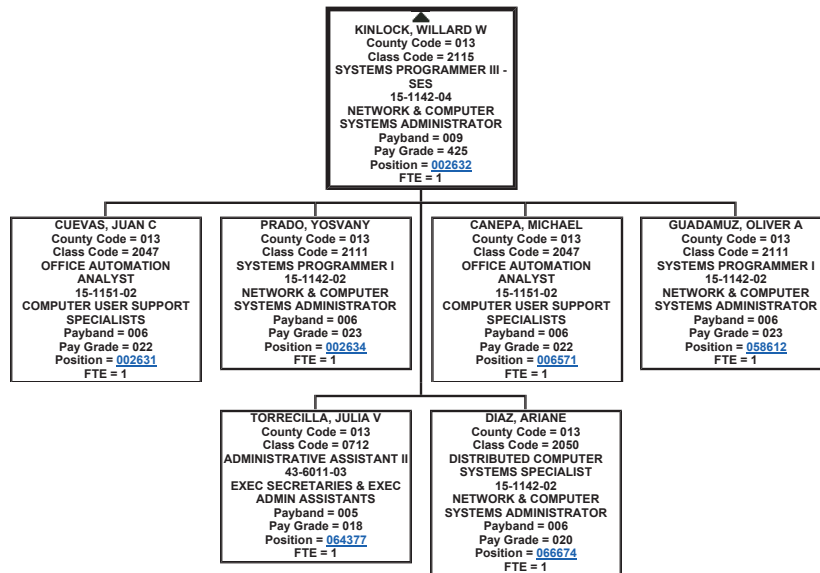 KINLOCK, WILLARD W
County Code = 013
Class Code = 2115
SYSTEMS PROGRAMMER III -
SES
15-1142-04
NETWORK & COMPUTER
SYSTEMS ADMINISTRATOR
Payband = 009
Pay Grade = 425
Position = 002632
FTE = 1
CUEVAS, JUAN C
County Code = 013
Class Code = 2047
OFFICE AUTOMATION
ANALYST
15-1151-02
COMPUTER USER SUPPORT
SPECIALISTS
Payband = 006
Pay Grade = 022
Position = 002631
FTE = 1
PRADO, YOSVANY
County Code = 013
Class Code = 2111
SYSTEMS PROGRAMMER I
15-1142-02
NETWORK & COMPUTER
SYSTEMS ADMINISTRATOR
Payband = 006
Pay Grade = 023
Position = 002634
FTE = 1
CANEPA, MICHAEL
County Code = 013
Class Code = 2047
OFFICE AUTOMATION
ANALYST
15-1151-02
COMPUTER USER SUPPORT
SPECIALISTS
Payband = 006
Pay Grade = 022
Position = 006571
FTE = 1
GUADAMUZ, OLIVER A
County Code = 013
Class Code = 2111
SYSTEMS PROGRAMMER I
15-1142-02
NETWORK & COMPUTER
SYSTEMS ADMINISTRATOR
Payband = 006
Pay Grade = 023
Position = 058612
FTE = 1
TORRECILLA, JULIA V
County Code = 013
Class Code = 0712
ADMINISTRATIVE ASSISTANT II
43-6011-03
EXEC SECRETARIES & EXEC
ADMIN ASSISTANTS
Payband = 005
Pay Grade = 018
Position = 064377
FTE = 1
DIAZ, ARIANE
County Code = 013
Class Code = 2050
DISTRIBUTED COMPUTER
SYSTEMS SPECIALIST
15-1142-02
NETWORK & COMPUTER
SYSTEMS ADMINISTRATOR
Payband = 006
Pay Grade = 020
Position = 066674
FTE = 1